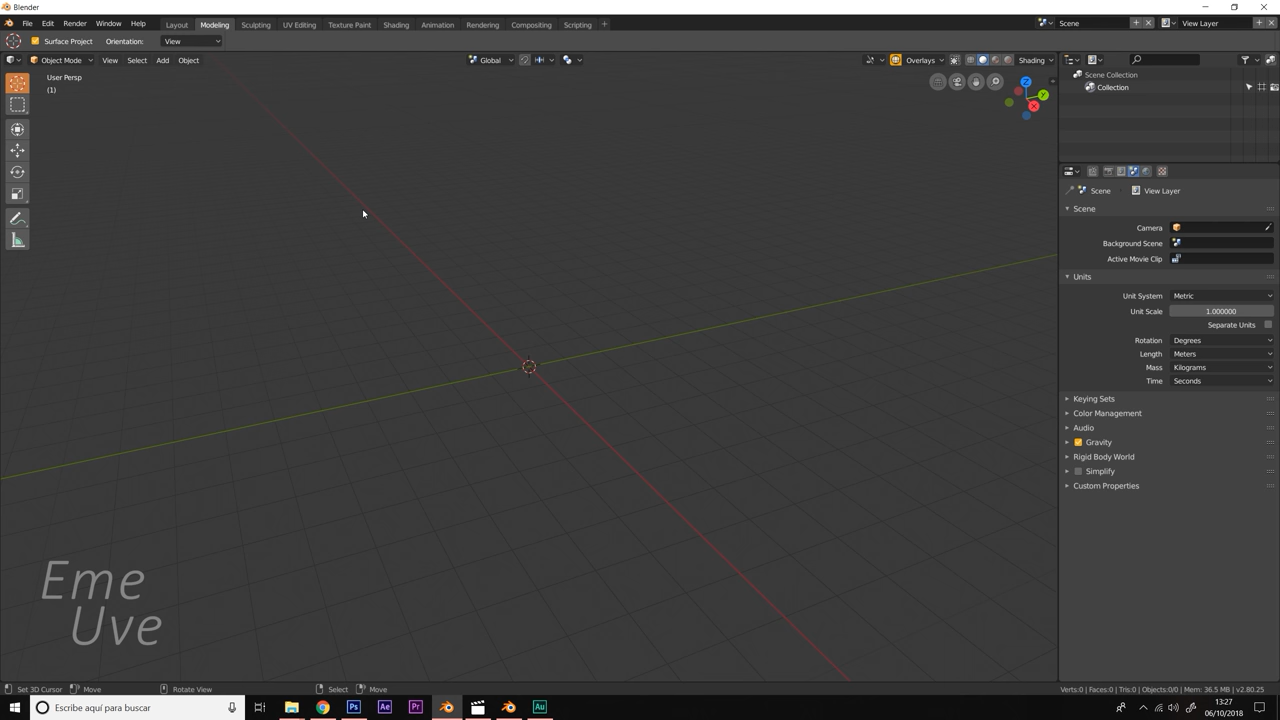 Blender
File Edit Render Window Help Layout Modeling Sculpting UV Editing Texture Paint Shading Animation Rendering Compositing Scripting + Scene View Layer
Surface Project Orientation: View
Object Mode View Select Add Object Global Overlays Shading
User Persp
(1)
Z
Y
X
Scene Collection
Collection
Scene View Layer
Scene
Camera
Background Scene
Active Movie Clip
Units
Unit System Metric
Unit Scale 1.000000
Separate Units
Rotation Degrees
Length Meters
Mass Kilograms
Time Seconds
Keying Sets
Color Management
Audio
Gravity
Rigid Body World
Simplify
Custom Properties
Eme
Uve
Set 3D Cursor Move Rotate View Select Move Verts:0 | Faces:0 | Tris:0 | Objects:0/0 | Mem: 36.5 MB | v2.80.25
Escribe aquí para buscar Ps Ae Pr Au
13:27
06/10/2018